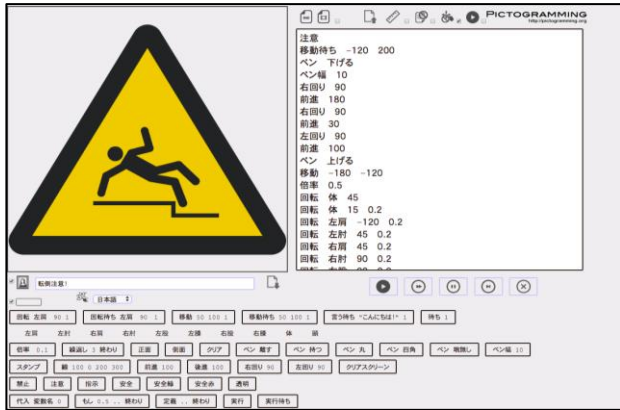 PICTOGRAMMING
http://pictogramming.org
注意
移動待ち -120 200
ペン 下げる
ペン幅 10
右回り 90
前進 180
右回り 90
前進 30
左回り 90
前進 100
ペン 上げる
移動 -180 -120
倍率 0.5
回転 体 45
回転 体 15 0.2
回転 左肩 -120 0.2
回転 左肘 45 0.2
回転 右肩 45 0.2
回転 右肘 90 0.2
転倒注意!
日本語
回転 左肩 90 1 回転待ち 左肩 90 1 移動 50 100 1 移動待ち 50 100 1 言う待ち "こんにちは!" 1 待ち 1
左肩 左肘 右肩 右肘 左股 左膝 右股 右膝 体 頭
倍率 0.1 繰返し 3 終わり 正面 側面 クリア ペン 離す ペン 持つ ペン 丸 ペン 四角 ペン 暗消し ペン幅 10
スタンプ 線 100 0 200 300 前進 100 後進 100 右回り 90 左回り 90 クリアスクリーン
禁止 注意 指示 安全 安全緑 安全赤 透明
代入 変数名 0 もし 0.5 .. 終わり 定義 .. 終わり 実行 実行待ち